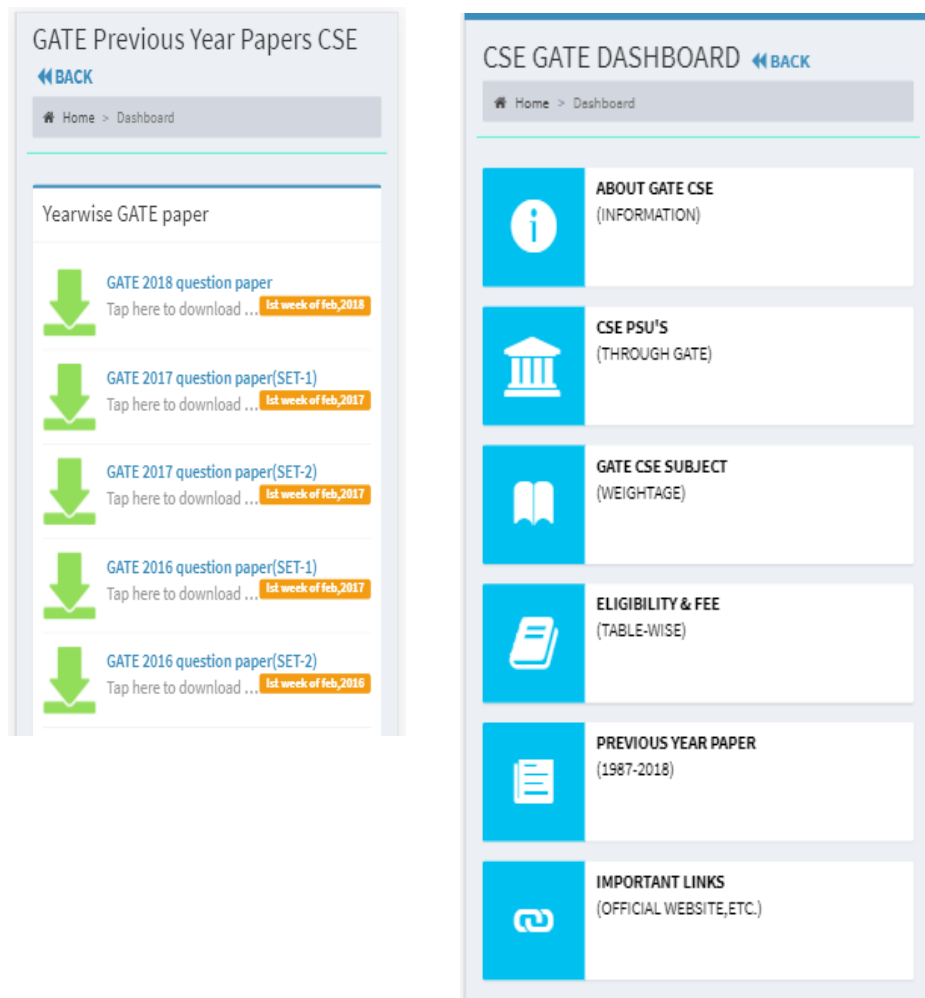 GATE Previous Year Papers CSE
BACK
Home > Dashboard
Yearwise GATE paper
GATE 2018 question paper
Tap here to download ... Ist week of feb,2018
GATE 2017 question paper(SET-1)
Tap here to download ... Ist week of feb,2017
GATE 2017 question paper(SET-2)
Tap here to download ... Ist week of feb,2017
GATE 2016 question paper(SET-1)
Tap here to download ... Ist week of feb,2017
GATE 2016 question paper(SET-2)
Tap here to download ... Ist week of feb,2016
CSE GATE DASHBOARD BACK
Home > Dashboard
ABOUT GATE CSE
(INFORMATION)
CSE PSU'S
(THROUGH GATE)
GATE CSE SUBJECT
(WEIGHTAGE)
ELIGIBILITY & FEE
(TABLE-WISE)
PREVIOUS YEAR PAPER
(1987-2018)
IMPORTANT LINKS
(OFFICIAL WEBSITE,ETC.)